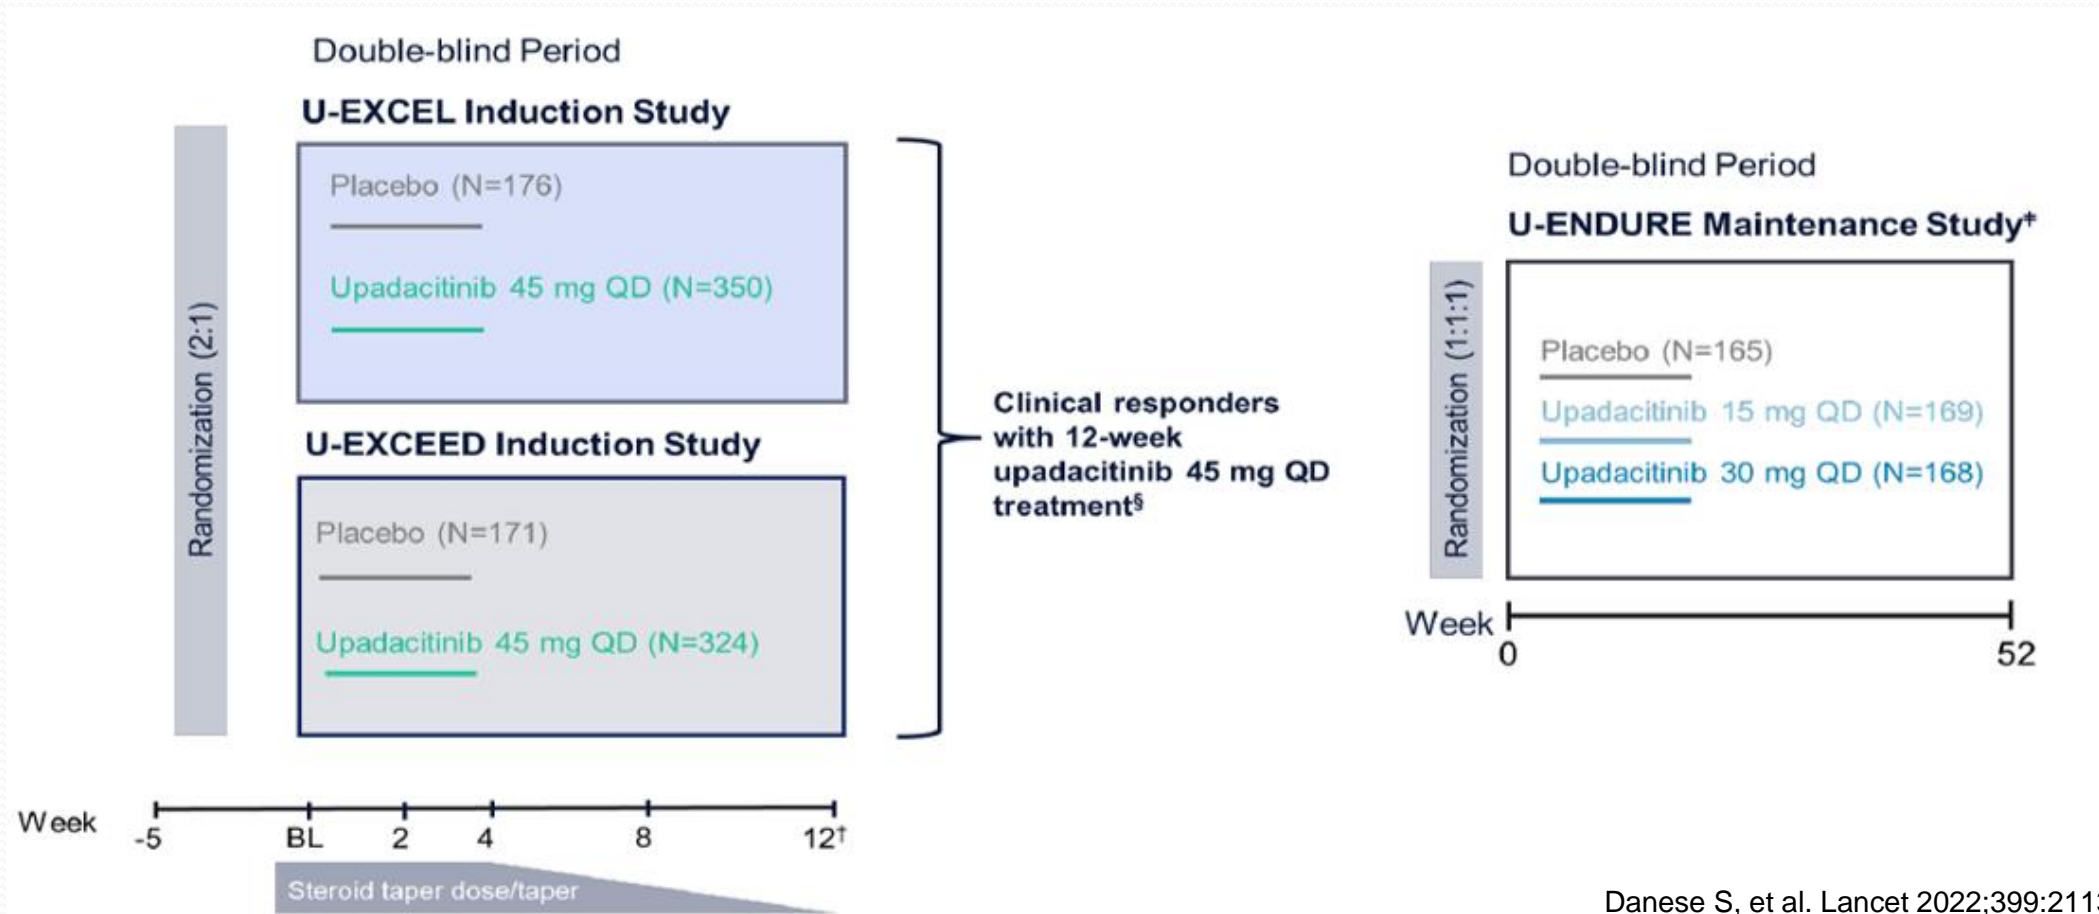 Double-blind Period
U-EXCEL Induction Study
Randomization (2:1)
Placebo (N=176)
Upadacitinib 45 mg QD (N=350)
U-EXCEED Induction Study
Placebo (N=171)
Upadacitinib 45 mg QD (N=324)
Week
-5 BL 2 4 8 12†
Steroid taper dose/taper
Clinical responders
with 12-week
upadacitinib 45 mg QD
treatment§
Double-blind Period
U-ENDURE Maintenance Study‡
Randomization (1:1:1)
Placebo (N=165)
Upadacitinib 15 mg QD (N=169)
Upadacitinib 30 mg QD (N=168)
Week
0 52
Danese S, et al. Lancet 2022;399:2113